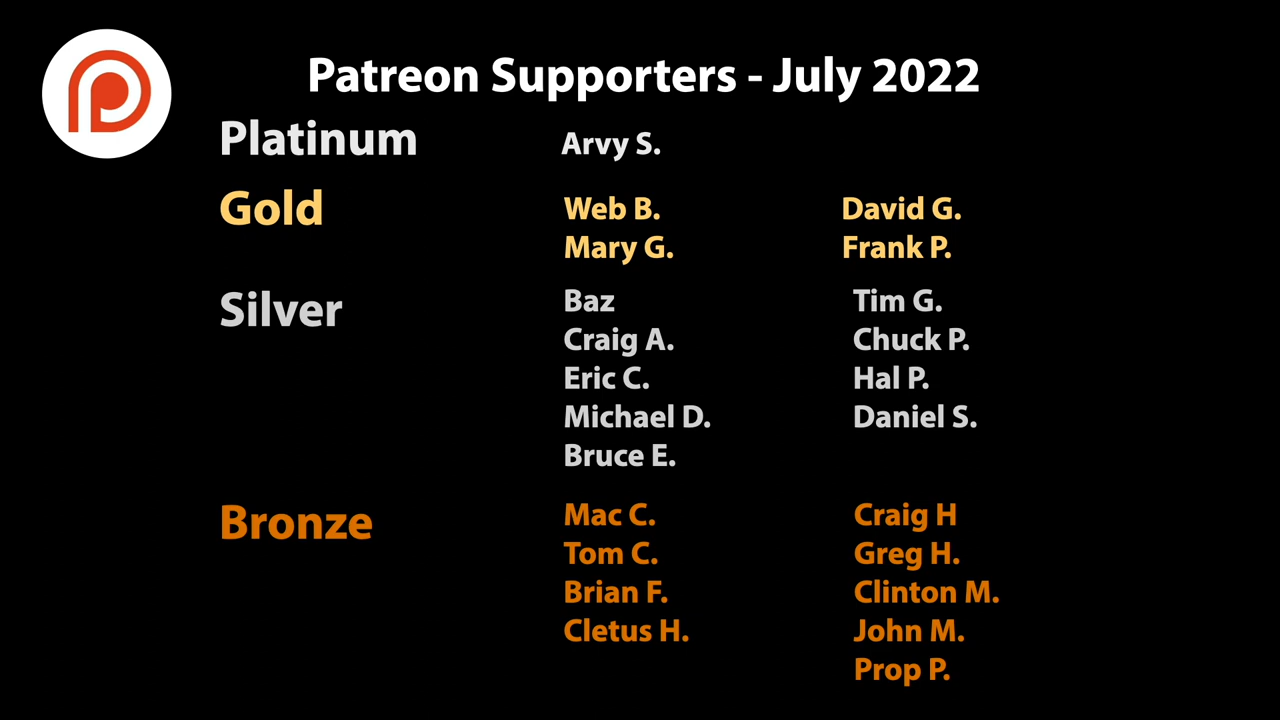 Patreon Supporters - July 2022
Platinum
Arvy S.
Gold
Web B.
David G.
Mary G.
Frank P.
Silver
Baz
Tim G.
Craig A.
Chuck P.
Eric C.
Hal P.
Michael D.
Daniel S.
Bruce E.
Bronze
Mac C.
Craig H
Tom C.
Greg H.
Brian F.
Clinton M.
Cletus H.
John M.
Prop P.